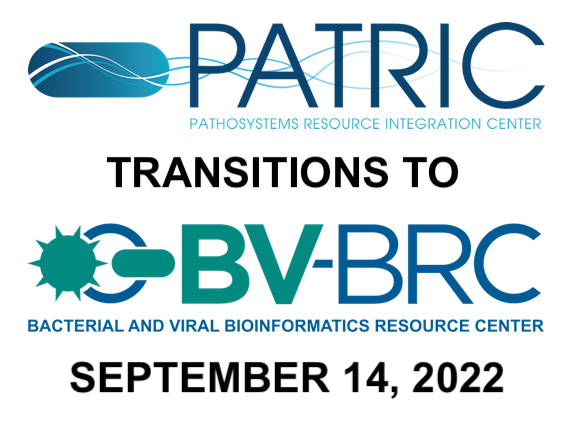 PATRIC
PATHOSYSTEMS RESOURCE INTEGRATION CENTER
TRANSITIONS TO
BV-BRC
BACTERIAL AND VIRAL BIOINFORMATICS RESOURCE CENTER
SEPTEMBER 14, 2022